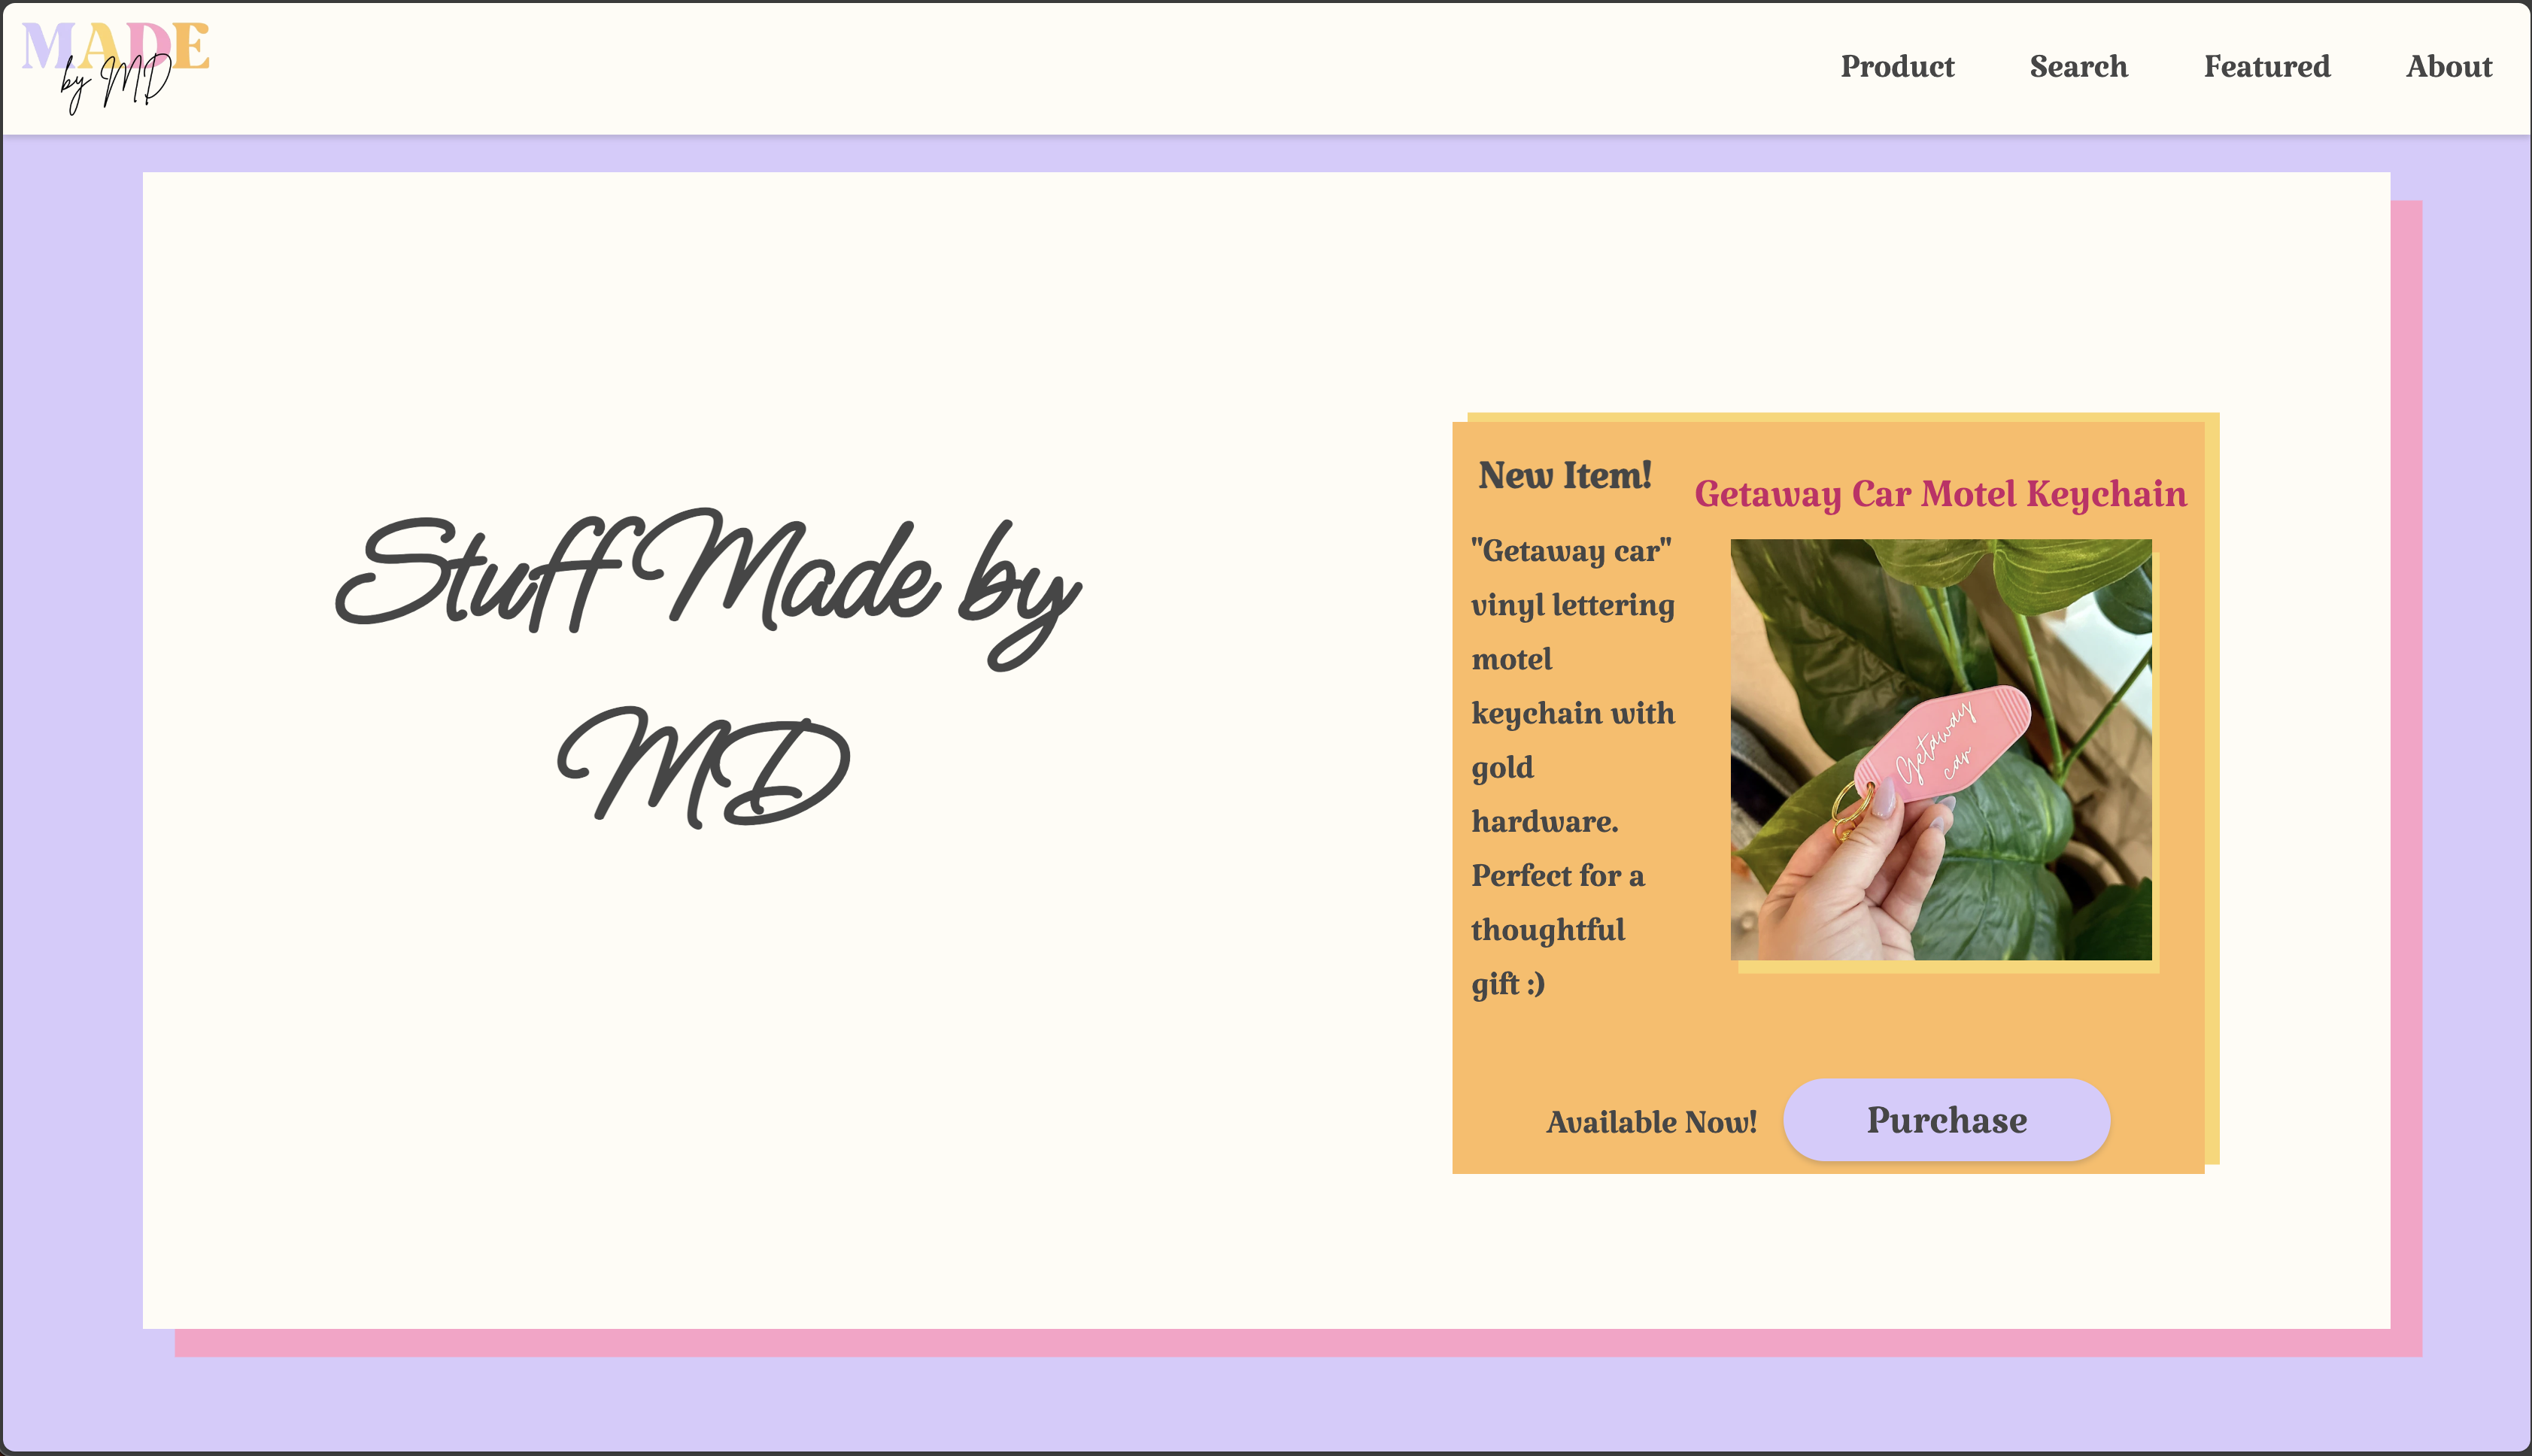 MADE
by MD
Product Search Featured About
Stuff Made by
MD
New Item!
Getaway Car Motel Keychain
"Getaway car"
vinyl lettering
motel
keychain with
gold
hardware.
Perfect for a
thoughtful
gift :)
Getaway
car
Available Now!
Purchase